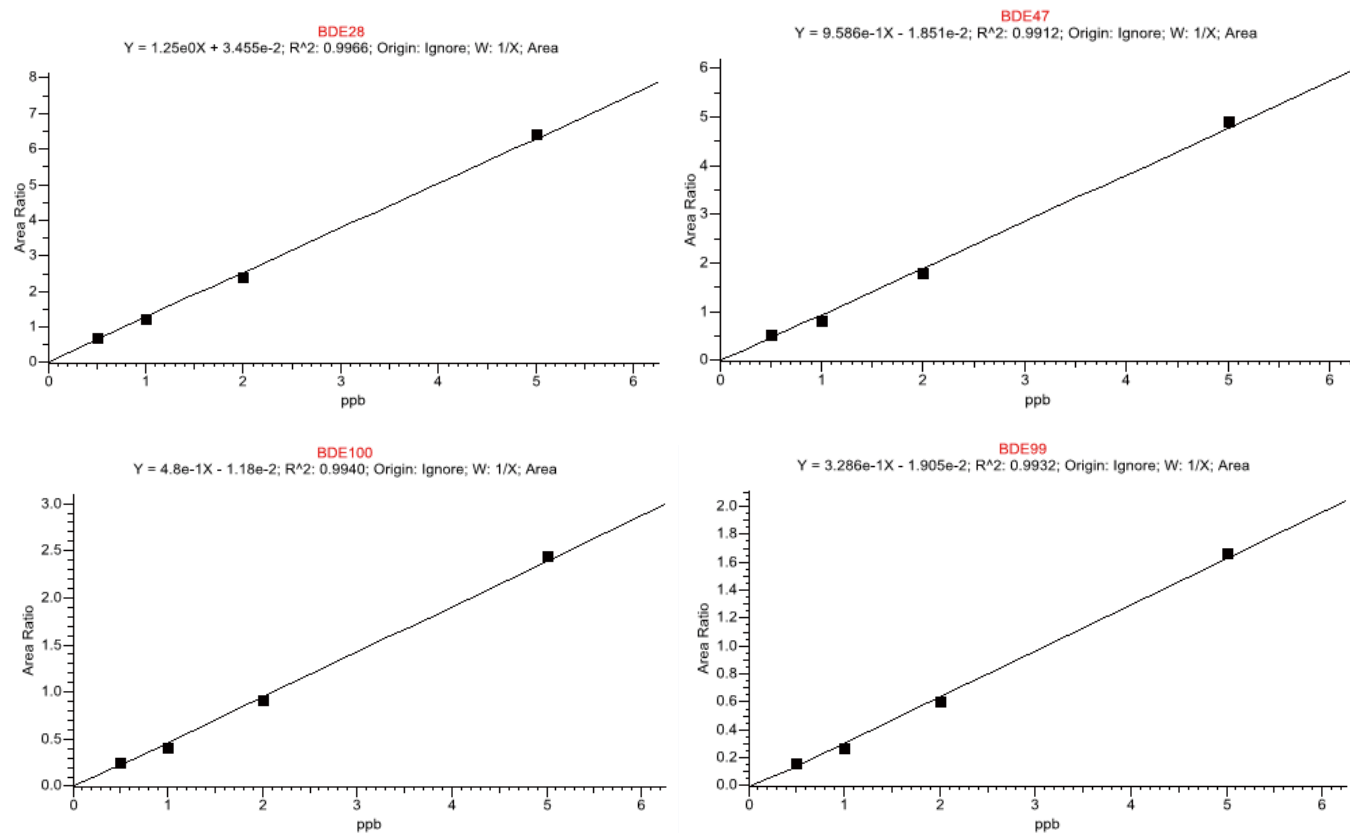 BDE28
Y = 1.25e0X + 3.455e-2; R^2: 0.9966; Origin: Ignore; W: 1/X; Area
8
7
6
5
4
3
2
1
0
Area Ratio
0 1 2 3 4 5 6
ppb
BDE47
Y = 9.586e-1X - 1.851e-2; R^2: 0.9912; Origin: Ignore; W: 1/X; Area
6
5
4
3
2
1
0
Area Ratio
0 1 2 3 4 5 6
ppb
BDE100
Y = 4.8e-1X - 1.18e-2; R^2: 0.9940; Origin: Ignore; W: 1/X; Area
3.0
2.5
2.0
1.5
1.0
0.5
0.0
Area Ratio
0 1 2 3 4 5 6
ppb
BDE99
Y = 3.286e-1X - 1.905e-2; R^2: 0.9932; Origin: Ignore; W: 1/X; Area
2.0
1.8
1.6
1.4
1.2
1.0
0.8
0.6
0.4
0.2
0.0
Area Ratio
0 1 2 3 4 5 6
ppb